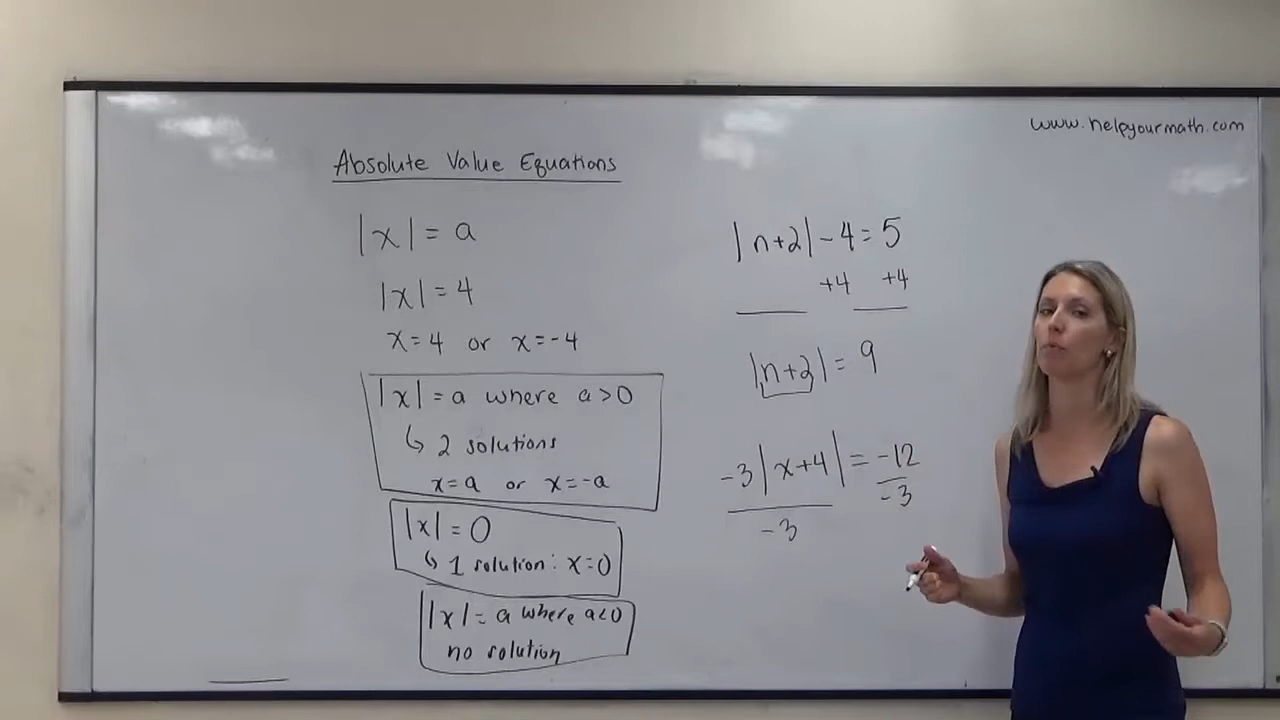 www.helpyourmath.com
Absolute Value Equations
|x| = a
|x| = 4
x = 4 or x = -4
|x| = a where a > 0
↳ 2 solutions
x = a or x = -a
|x| = 0
↳ 1 solution: x = 0
|x| = a where a < 0
no solution
|n+2| - 4 = 5
+4 +4
|n+2| = 9
-3|x+4| = -12
-3 -3